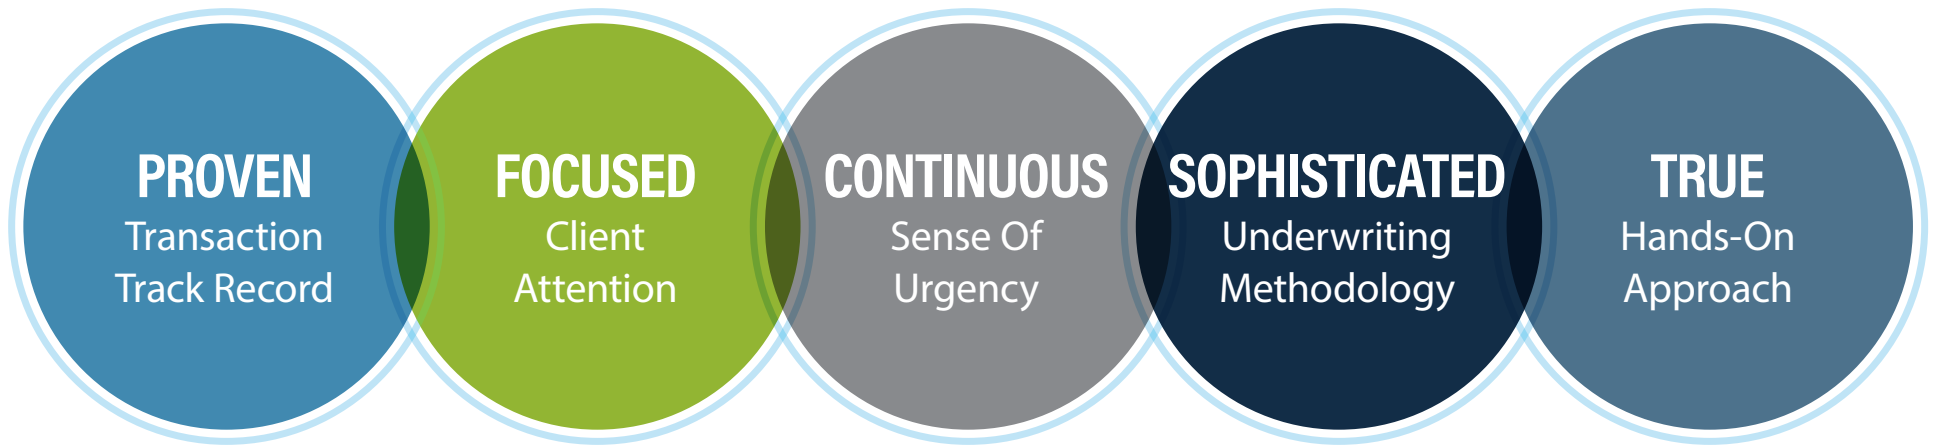 PROVEN
Transaction
Track Record
FOCUSED
Client
Attention
CONTINUOUS
Sense Of
Urgency
SOPHISTICATED
Underwriting
Methodology
TRUE
Hands-On
Approach